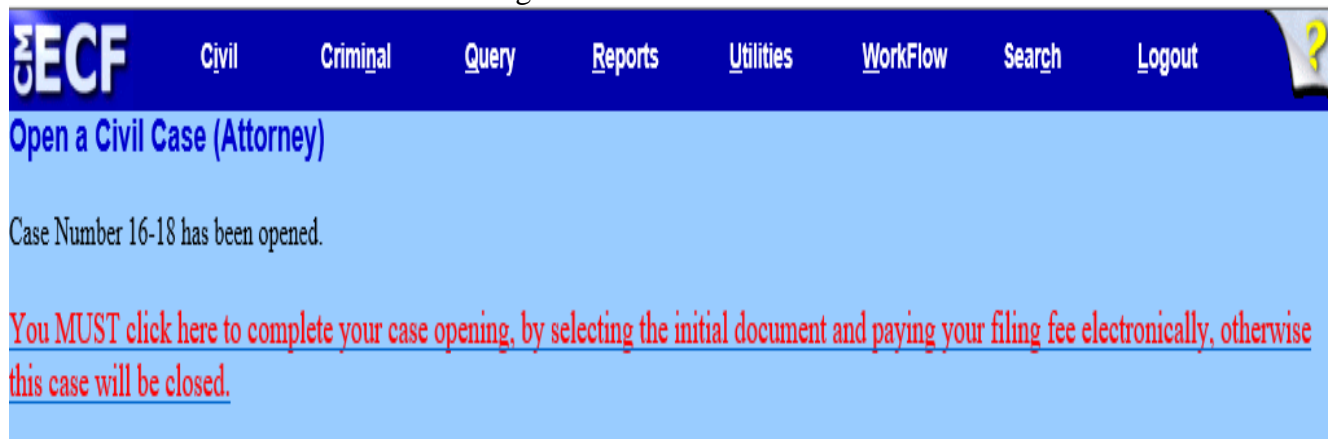 CM ECF Civil Criminal Query Reports Utilities WorkFlow Search Logout ?
Open a Civil Case (Attorney)
Case Number 16-18 has been opened.
You MUST click here to complete your case opening, by selecting the initial document and paying your filing fee electronically, otherwise
this case will be closed.